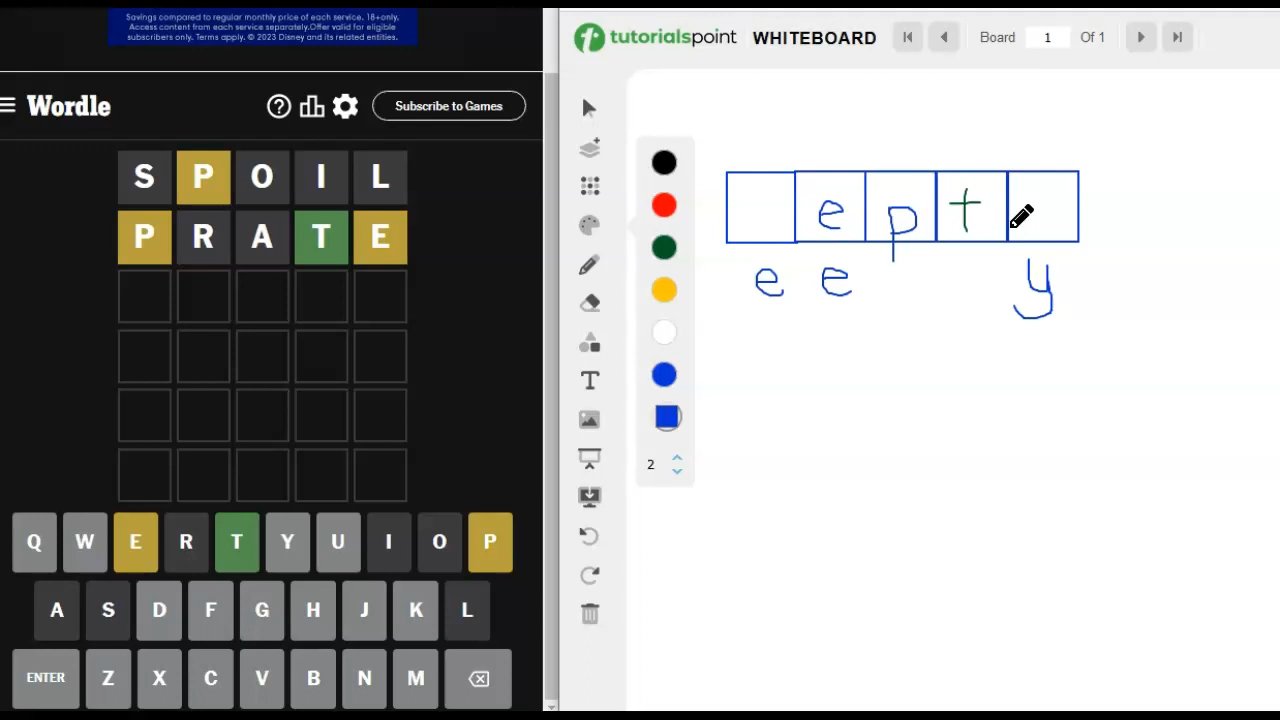 Savings compared to regular monthly price of each service. 18+only.
Access content from each service separately.Offer valid for eligible
subscribers only. Terms apply. © 2023 Disney and its related entities.
Wordle
Subscribe to Games
S P O I L
P R A T E
Q W E R T Y U I O P
A S D F G H J K L
ENTER Z X C V B N M
tutorialspoint WHITEBOARD Board 1 Of 1
e p t
e e y
T
2